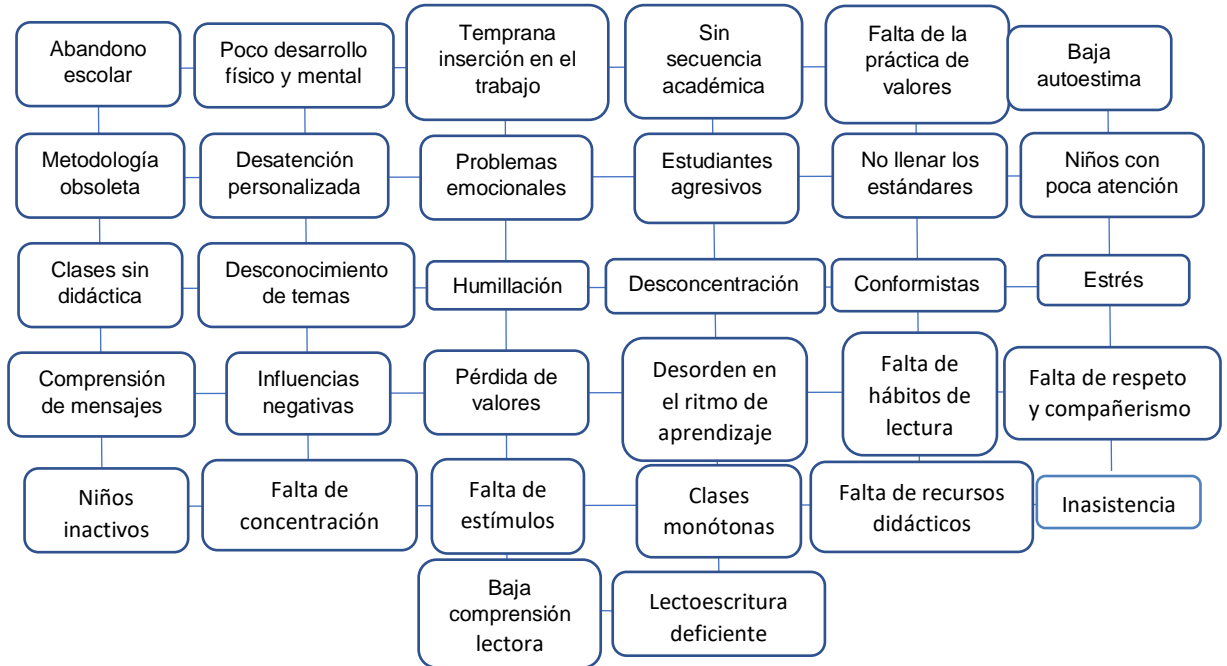 Abandono
escolar
Poco desarrollo
físico y mental
Temprana
inserción en el
trabajo
Sin
secuencia
académica
Falta de la
práctica de
valores
Baja
autoestima
Metodología
obsoleta
Desatención
personalizada
Problemas
emocionales
Estudiantes
agresivos
No llenar los
estándares
Niños con
poca atención
Clases sin
didáctica
Desconocimiento
de temas
Humillación
Desconcentración
Conformistas
Estrés
Comprensión
de mensajes
Influencias
negativas
Pérdida de
valores
Desorden en
el ritmo de
aprendizaje
Falta de
hábitos de
lectura
Falta de respeto
y compañerismo
Niños
inactivos
Falta de
concentración
Falta de
estímulos
Clases
monótonas
Falta de recursos
didácticos
Inasistencia
Baja
comprensión
lectora
Lectoescritura
deficiente